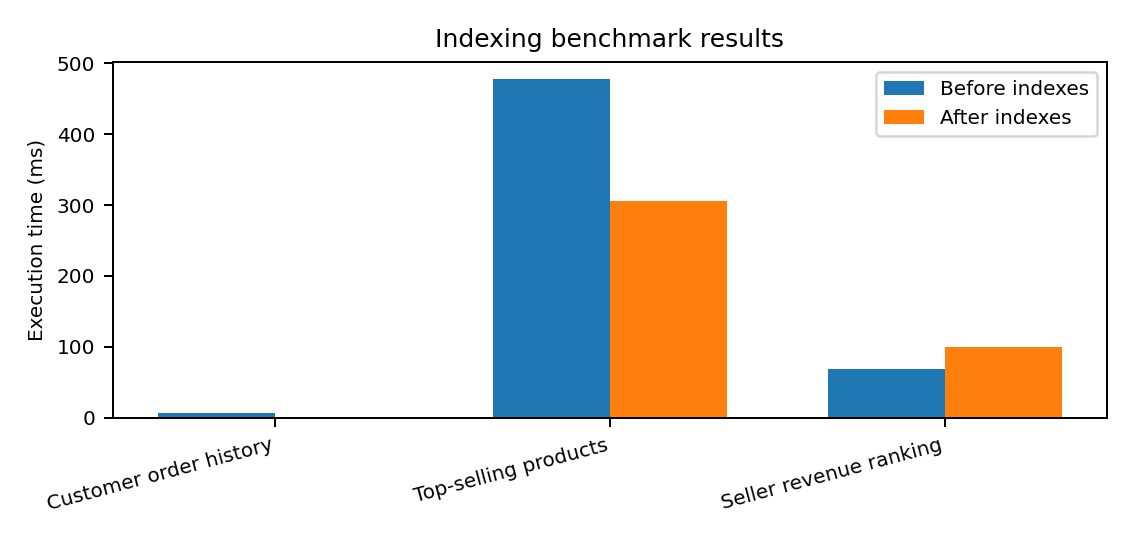 Indexing benchmark results
Before indexes
After indexes
Execution time (ms)
500
400
300
200
100
0
Customer order history
Top-selling products
Seller revenue ranking